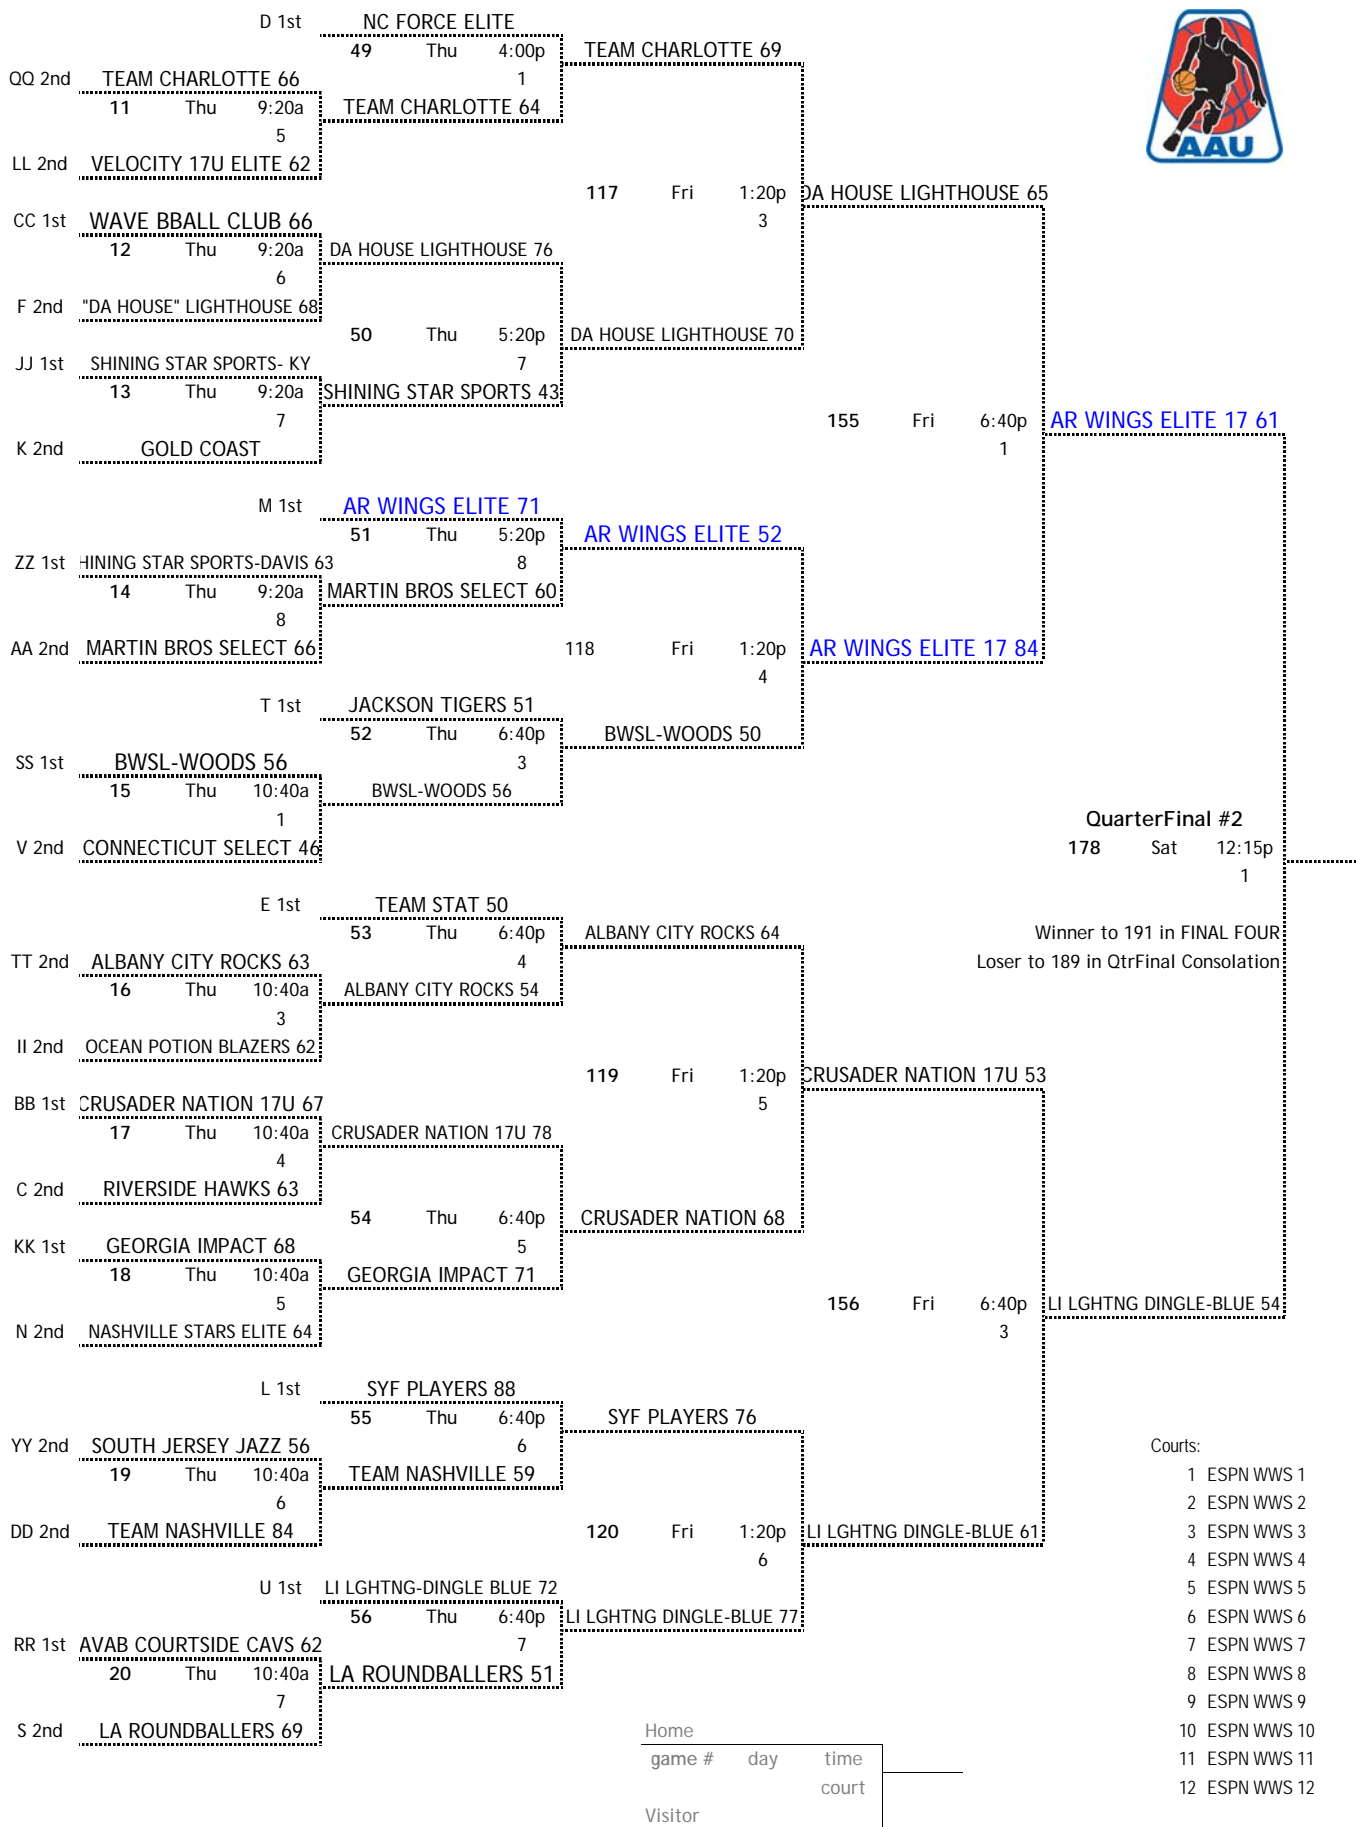 D 1st NC FORCE ELITE
49 Thu 4:00p TEAM CHARLOTTE 69
QQ 2nd TEAM CHARLOTTE 66 1
11 Thu 9:20a TEAM CHARLOTTE 64
5
AAU
LL 2nd VELOCITY 17U ELITE 62
117 Fri 1:20p DA HOUSE LIGHTHOUSE 65
CC 1st WAVE BBALL CLUB 66 3
12 Thu 9:20a DA HOUSE LIGHTHOUSE 76
6
F 2nd "DA HOUSE" LIGHTHOUSE 68
50 Thu 5:20p DA HOUSE LIGHTHOUSE 70
JJ 1st SHINING STAR SPORTS- KY 7
13 Thu 9:20a SHINING STAR SPORTS 43
7 155 Fri 6:40p AR WINGS ELITE 17 61
K 2nd GOLD COAST 1
M 1st AR WINGS ELITE 71
51 Thu 5:20p AR WINGS ELITE 52
ZZ 1st HINING STAR SPORTS-DAVIS 63 8
14 Thu 9:20a MARTIN BROS SELECT 60
8
AA 2nd MARTIN BROS SELECT 66 118 Fri 1:20p AR WINGS ELITE 17 84
4
T 1st JACKSON TIGERS 51
52 Thu 6:40p BWSL-WOODS 50
SS 1st BWSL-WOODS 56 3
15 Thu 10:40a BWSL-WOODS 56
1 QuarterFinal #2
V 2nd CONNECTICUT SELECT 46 178 Sat 12:15p
1
E 1st TEAM STAT 50
53 Thu 6:40p ALBANY CITY ROCKS 64 Winner to 191 in FINAL FOUR
TT 2nd ALBANY CITY ROCKS 63 4 Loser to 189 in QtrFinal Consolation
16 Thu 10:40a ALBANY CITY ROCKS 54
3
II 2nd OCEAN POTION BLAZERS 62
119 Fri 1:20p CRUSADER NATION 17U 53
BB 1st CRUSADER NATION 17U 67 5
17 Thu 10:40a CRUSADER NATION 17U 78
4
C 2nd RIVERSIDE HAWKS 63
54 Thu 6:40p CRUSADER NATION 68
KK 1st GEORGIA IMPACT 68 5
18 Thu 10:40a GEORGIA IMPACT 71
5 156 Fri 6:40p LI LGHTNG DINGLE-BLUE 54
N 2nd NASHVILLE STARS ELITE 64 3
L 1st SYF PLAYERS 88
55 Thu 6:40p SYF PLAYERS 76
YY 2nd SOUTH JERSEY JAZZ 56 6 Courts:
19 Thu 10:40a TEAM NASHVILLE 59 1 ESPN WWS 1
6 2 ESPN WWS 2
DD 2nd TEAM NASHVILLE 84 120 Fri 1:20p LI LGHTNG DINGLE-BLUE 61 3 ESPN WWS 3
6 4 ESPN WWS 4
U 1st LI LGHTNG-DINGLE BLUE 72 5 ESPN WWS 5
56 Thu 6:40p LI LGHTNG DINGLE-BLUE 77 6 ESPN WWS 6
RR 1st AVAB COURTSIDE CAVS 62 7 7 ESPN WWS 7
20 Thu 10:40a LA ROUNDBALLERS 51 8 ESPN WWS 8
7 9 ESPN WWS 9
S 2nd LA ROUNDBALLERS 69 Home 10 ESPN WWS 10
game # day time 11 ESPN WWS 11
court 12 ESPN WWS 12
Visitor